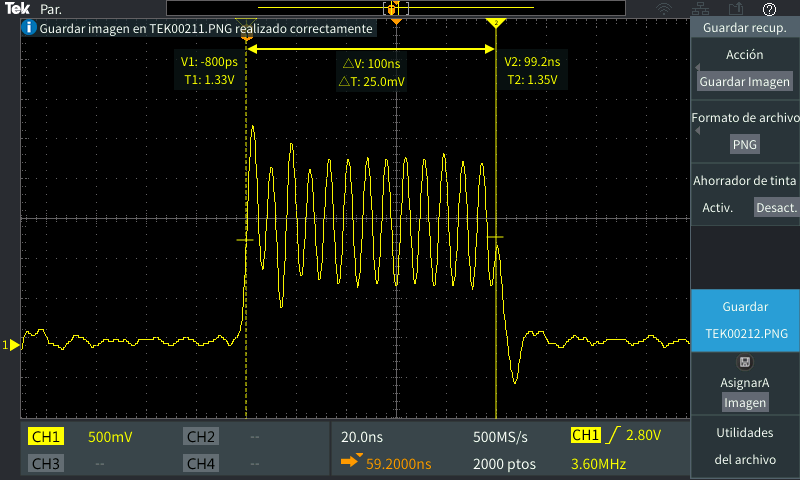 Tek Par.
Guardar imagen en TEK00211.PNG realizado correctamente
V1: -800ps
T1: 1.33V
△V: 100ns
△T: 25.0mV
V2: 99.2ns
T2: 1.35V
2
1
Guardar recup.
Acción
Guardar Imagen
Formato de archivo
PNG
Ahorrador de tinta
Activ. Desact.
Guardar
TEK00212.PNG
AsignarA
Imagen
Utilidades
del archivo
CH1 500mV CH2 --
CH3 -- CH4 --
20.0ns 500MS/s
59.2000ns 2000 ptos
CH1 2.80V
3.60MHz